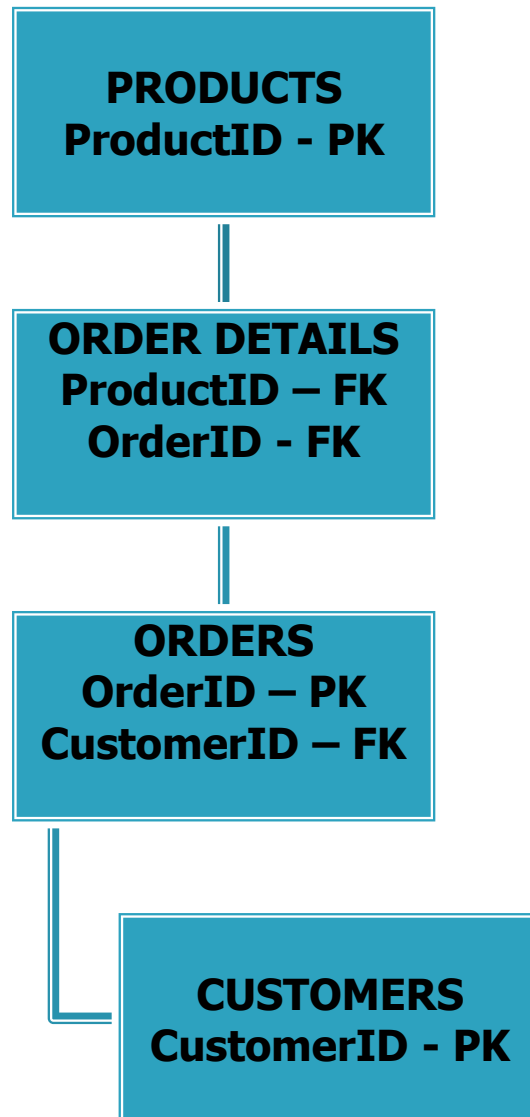 PRODUCTS
ProductID - PK
ORDER DETAILS
ProductID – FK
OrderID - FK
ORDERS
OrderID – PK
CustomerID – FK
CUSTOMERS
CustomerID - PK